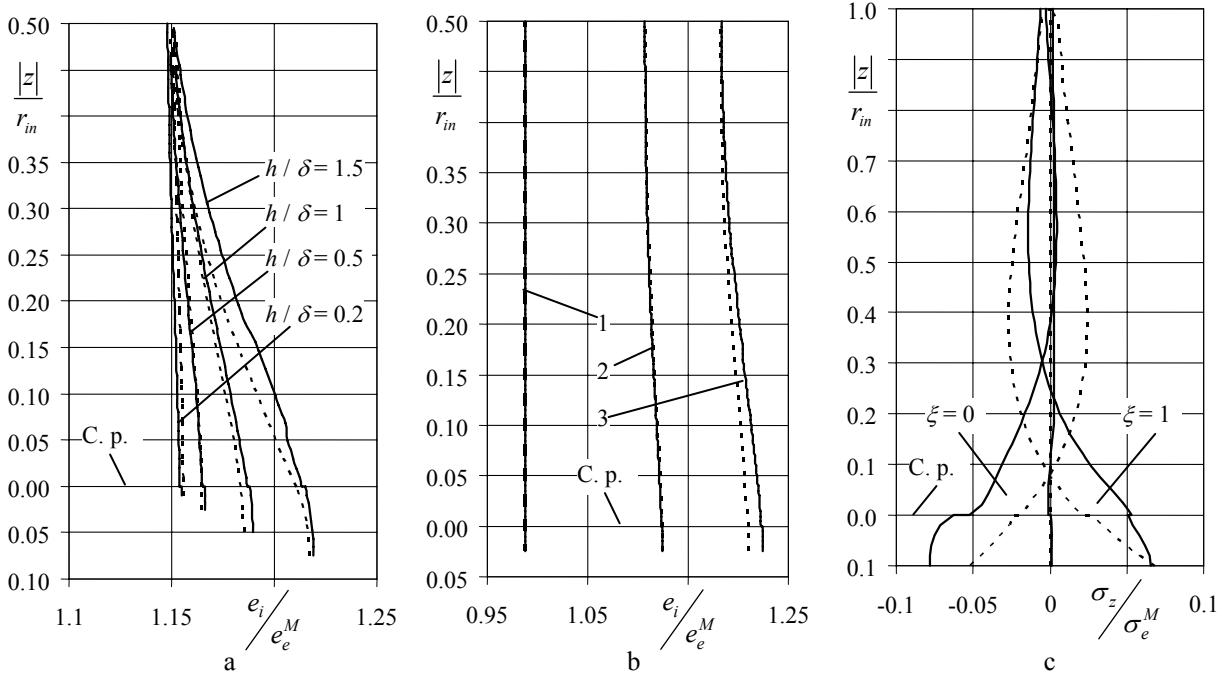 0.50
|z|
r_in
0.35
0.30
0.25
0.20
0.15
0.10
0.05
0.00
0.05
0.10
h / δ = 1.5
h / δ = 1
h / δ = 0.5
h / δ = 0.2
C. p.
1.1 1.15 1.25
e_i / e_e^M
a
0.50
|z|
r_in
0.35
0.30
0.25
0.20
0.15
0.10
0.05
0.00
0.05
1
2
3
C. p.
0.95 1.05 1.25
e_i / e_e^M
b
1.0
|z|
r_in
0.8
0.7
0.6
0.5
0.4
0.3
0.2
0.1
0.0
0.1
ξ = 0
ξ = 1
C. p.
-0.1 -0.05 0 0.1
σ_z / σ_e^M
c